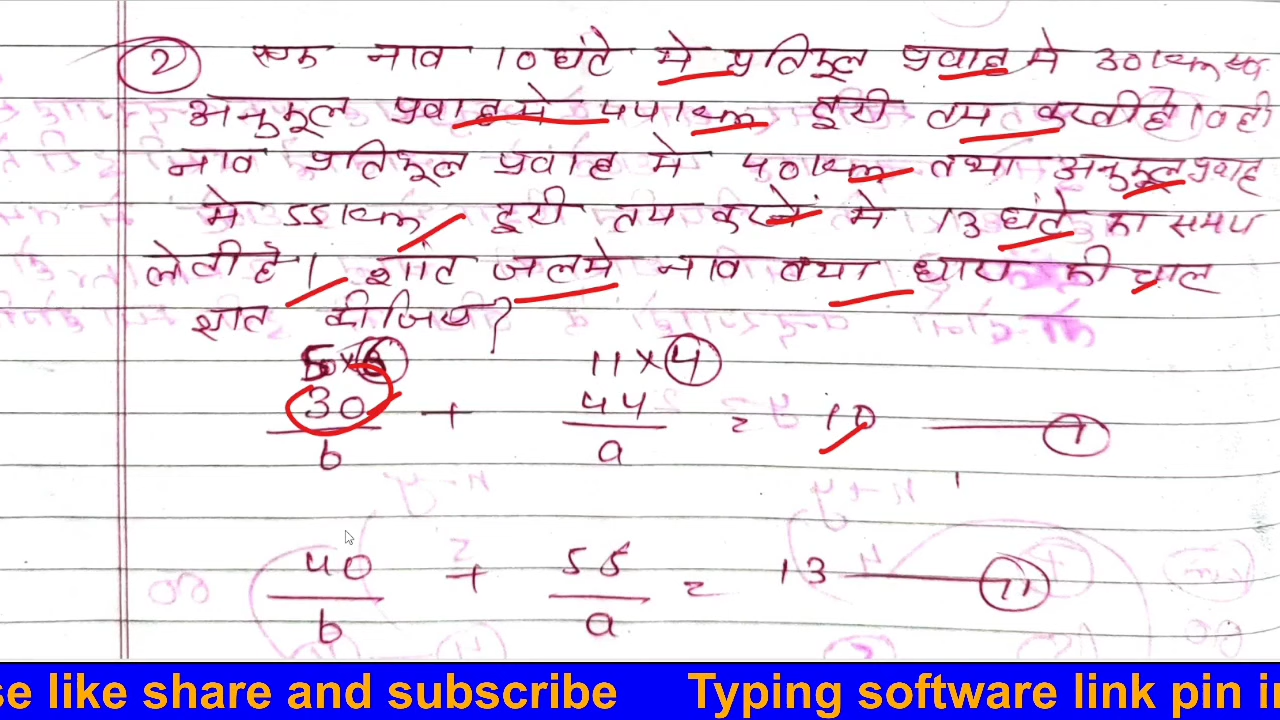 2 एक नाव 10 घंटे मे प्रतिकूल प्रवाह मे 30 km एवं
अनुकूल प्रवाह मे 44 km दुरी तय करती है। वही
नाव प्रतिकूल प्रवाह मे 40 km तथा अनुकूल प्रवाह
मे 55 km दुरी तय करने मे 13 घंटे का समय
लेती है। शांत जल मे नाव तथा धारा की चाल
ज्ञात कीजिए?
5 × 6 11 × 4
30/b + 44/a = 10 — 1
40/b + 55/a = 13 — 11
se like share and subscribe Typing software link pin in